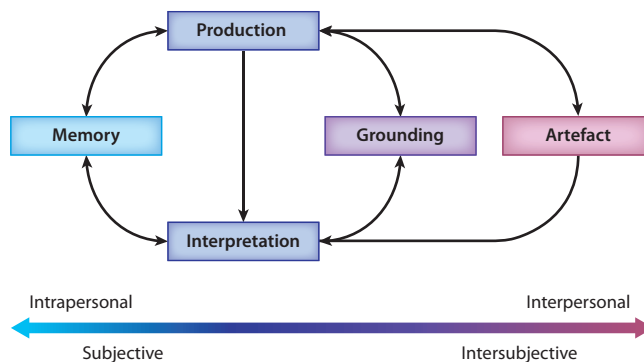 Production
Memory
Grounding
Artefact
Interpretation
Intrapersonal
Interpersonal
Subjective
Intersubjective